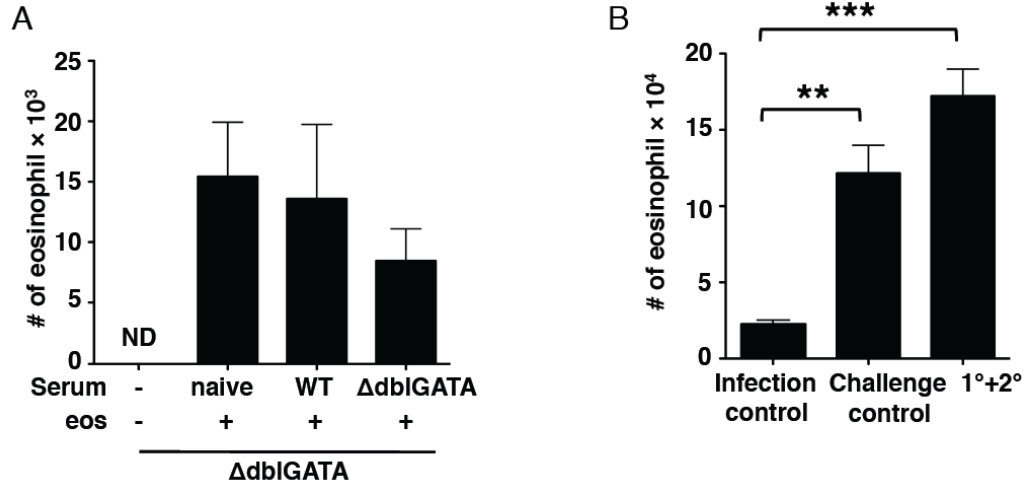 A
# of eosinophil × 10³
25
20
15
10
5
0
ND
Serum - naive WT ΔdblGATA
eos - + + +
ΔdblGATA
B
# of eosinophil × 10⁴
20
15
10
5
0
***
**
Infection control
Challenge control
1°+2°